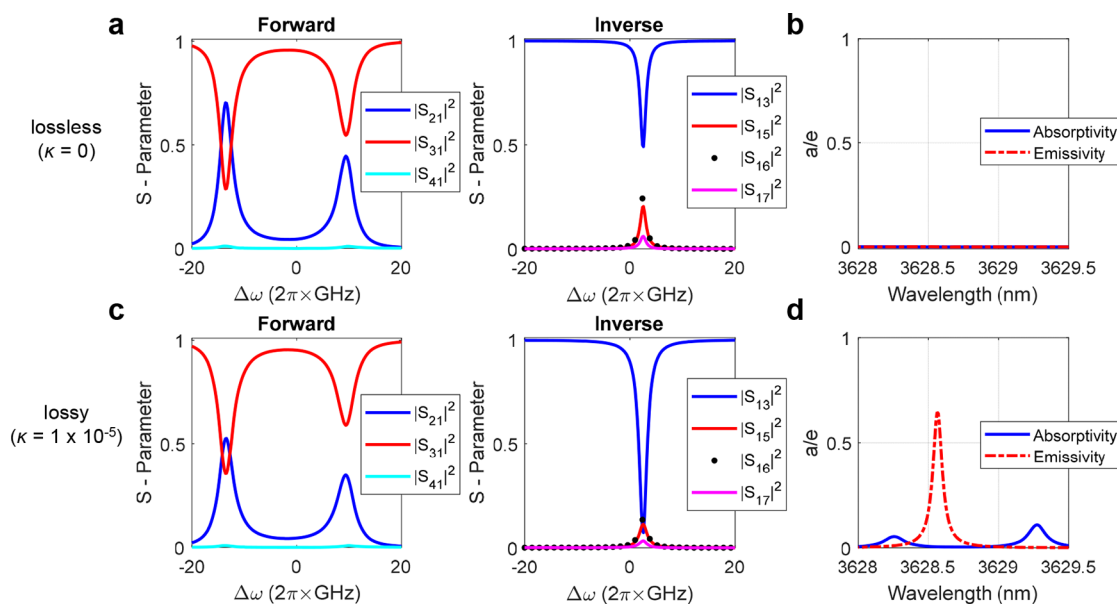 a
Forward
1
0.5
0
S - Parameter
-20
0
20
Δω (2π×GHz)
|S21|²
|S31|²
|S41|²
Inverse
1
0.5
0
S - Parameter
-20
0
20
Δω (2π×GHz)
|S13|²
|S15|²
|S16|²
|S17|²
b
1
0.5
0
a/e
3628
3628.5
3629
3629.5
Wavelength (nm)
Absorptivity
Emissivity
lossless
(κ = 0)
c
Forward
1
0.5
0
S - Parameter
-20
0
20
Δω (2π×GHz)
|S21|²
|S31|²
|S41|²
Inverse
1
0.5
0
S - Parameter
-20
0
20
Δω (2π×GHz)
|S13|²
|S15|²
|S16|²
|S17|²
d
1
0.5
0
a/e
3628
3628.5
3629
3629.5
Wavelength (nm)
Absorptivity
Emissivity
lossy
(κ = 1 x 10⁻⁵)